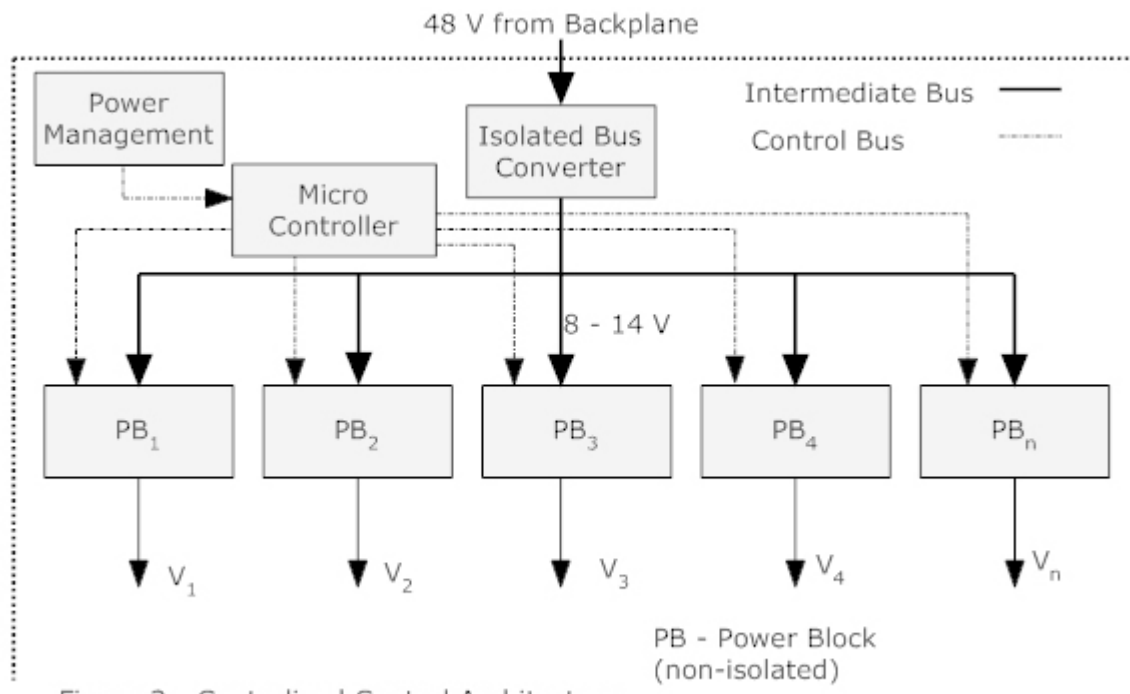 48 V from Backplane
Power
Management
Isolated Bus
Converter
Intermediate Bus
Control Bus
Micro
Controller
8 - 14 V
PB1
PB2
PB3
PB4
PBn
V1
V2
V3
V4
Vn
PB - Power Block
(non-isolated)